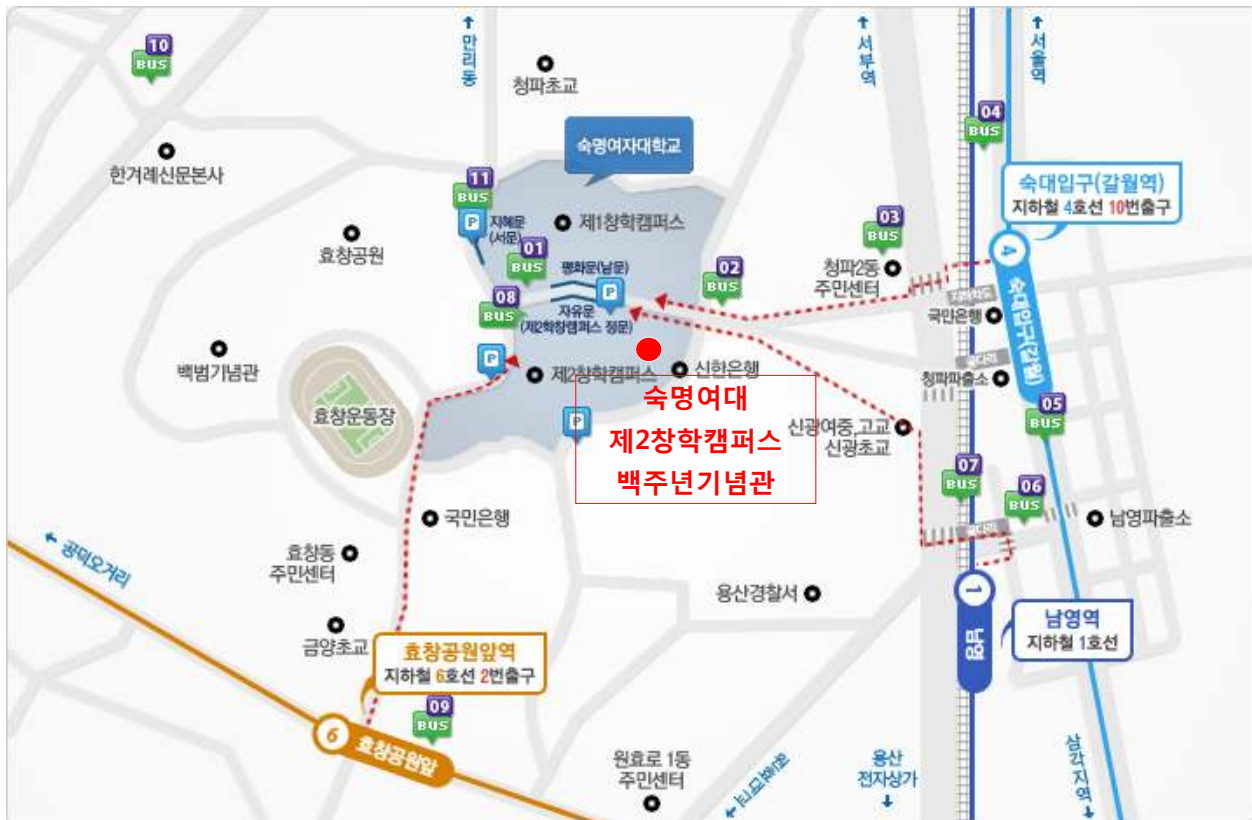 10
BUS
만리동
청파초교
서부역
서울역
04
BUS
숙명여자대학교
한겨레신문본사
숙대입구(갈월역)
지하철 4호선 10번출구
11
BUS
P
지혜문
(서문)
제1창학캠퍼스
03
BUS
효창공원
01
BUS
평화문(남문)
P
02
BUS
청파2동
주민센터
4
숙대입구(갈월)
08
BUS
자유문
(제2창학캠퍼스 정문)
국민은행
백범기념관
P
제2창학캠퍼스
신한은행
청파파출소
숙명여대
제2창학캠퍼스
백주년기념관
효창운동장
P
신광여중,고교
신광초교
05
BUS
07
BUS
06
BUS
국민은행
남영파출소
효창동
주민센터
공덕오거리
용산경찰서
1
남영
남영역
지하철 1호선
금양초교
효창공원앞역
지하철 6호선 2번출구
09
BUS
6
효창공원앞
원효로 1동
주민센터
용산
전자상가
삼각지역